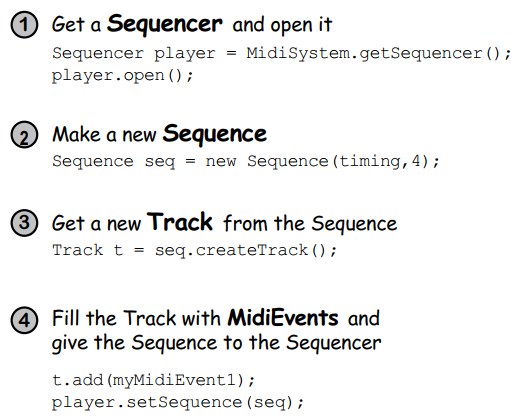 1 Get a Sequencer and open it
Sequencer player = MidiSystem.getSequencer();
player.open();
2 Make a new Sequence
Sequence seq = new Sequence(timing,4);
3 Get a new Track from the Sequence
Track t = seq.createTrack();
4 Fill the Track with MidiEvents and
give the Sequence to the Sequencer
t.add(myMidiEvent1);
player.setSequence(seq);